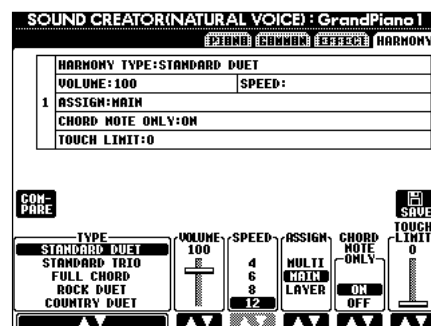 SOUND CREATOR(NATURAL VOICE) : GrandPiano1
PIANO COMMON EFFECT HARMONY
HARMONY TYPE:STANDARD DUET
VOLUME:100 SPEED:
1 ASSIGN:MAIN
CHORD NOTE ONLY:ON
TOUCH LIMIT:0
COM-
PARE
SAVE
TYPE VOLUME SPEED ASSIGN CHORD NOTE ONLY TOUCH LIMIT
STANDARD DUET 100 0
STANDARD TRIO 4 MULTI
FULL CHORD 6 MAIN
ROCK DUET 8 LAYER ON
COUNTRY DUET 12 OFF